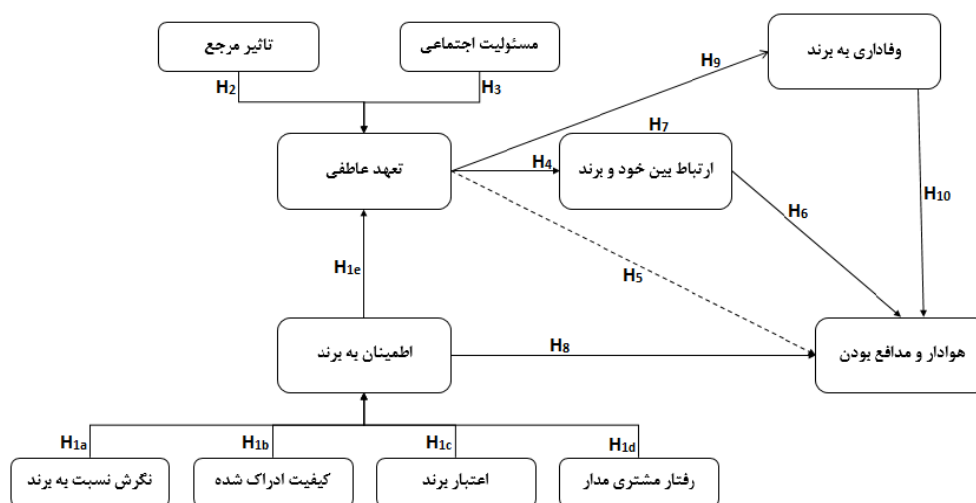 تاثیر مرجع
مسئولیت اجتماعی
وفاداری به برند
H2
H3
H9
تعهد عاطفی
H4
H7
ارتباط بین خود و برند
H6
H10
H1e
H5
اطمینان به برند
H8
هوادار و مدافع بودن
H1a
H1b
H1c
H1d
نگرش نسبت به برند
کیفیت ادراک شده
اعتبار برند
رفتار مشتری مدار